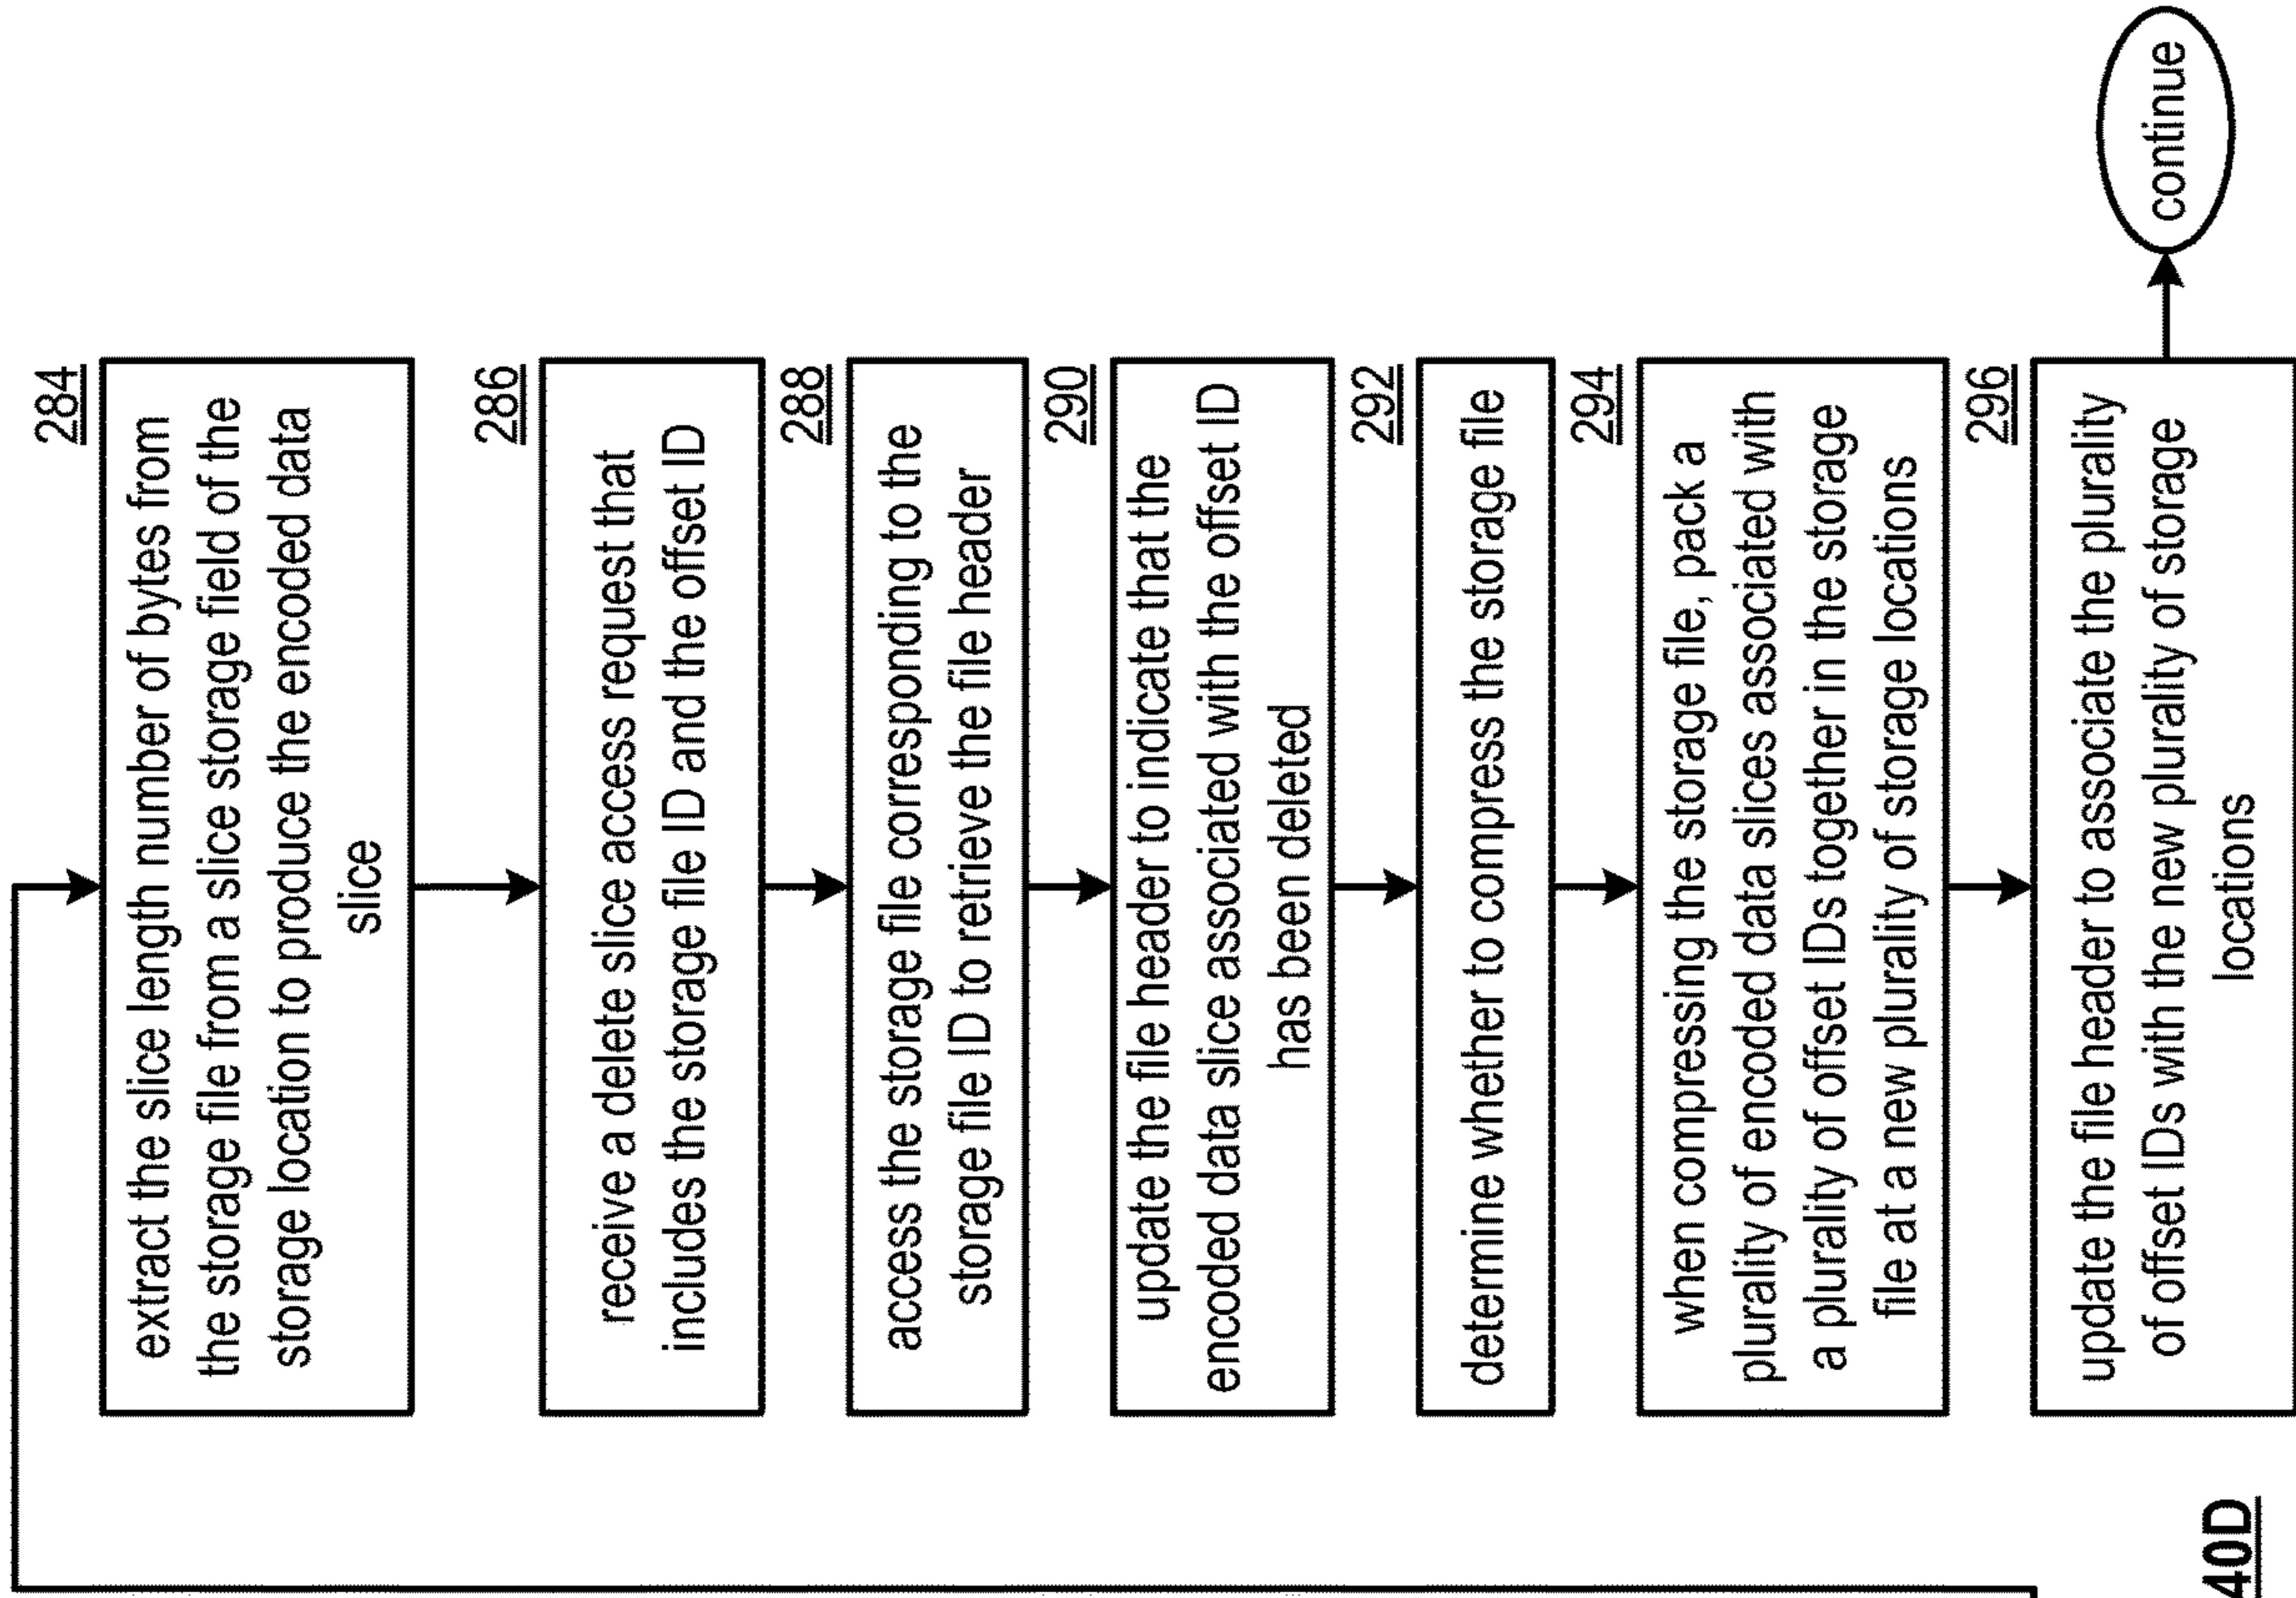 284
extract the slice length number of bytes from
the storage file from a slice storage field of the
storage location to produce the encoded data
slice
286
receive a delete slice access request that
includes the storage file ID and the offset ID
288
access the storage file corresponding to the
storage file ID to retrieve the file header
290
update the file header to indicate that the
encoded data slice associated with the offset ID
has been deleted
292
determine whether to compress the storage file
294
when compressing the storage file, pack a
plurality of encoded data slices associated with
a plurality of offset IDs together in the storage
file at a new plurality of storage locations
296
update the file header to associate the plurality
of offset IDs with the new plurality of storage
locations
continue
40D